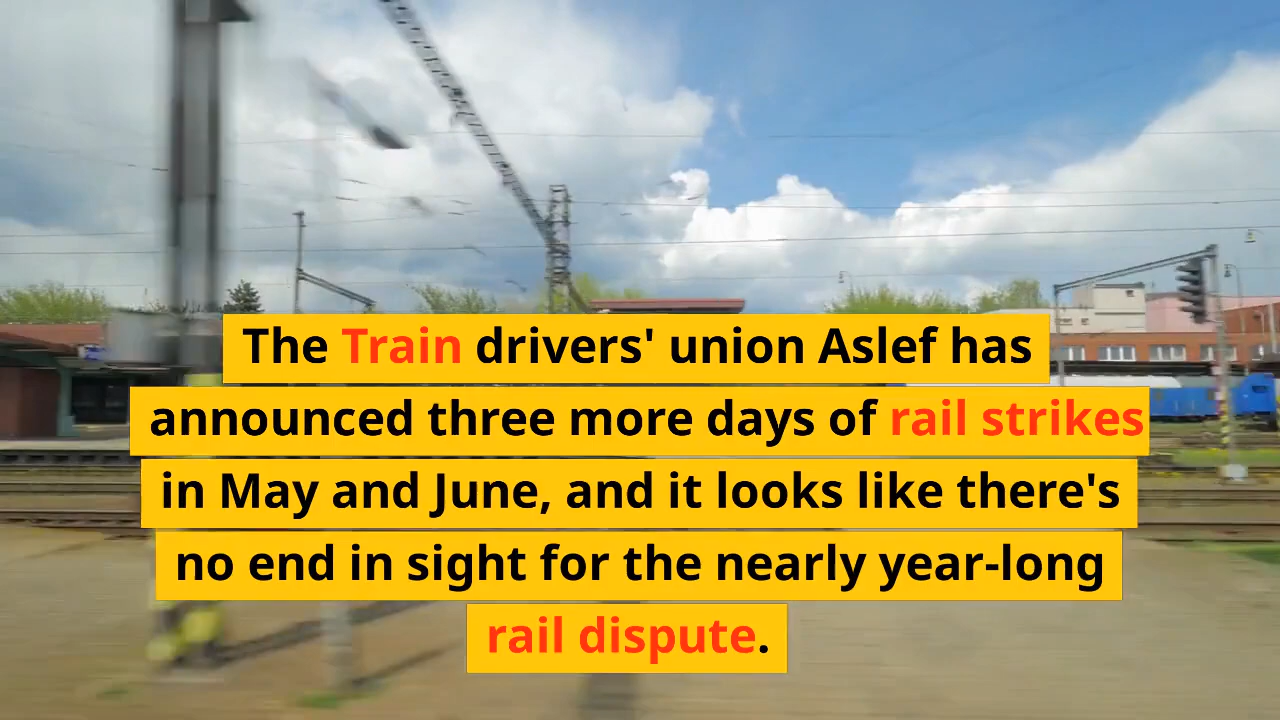 The Train drivers' union Aslef has
announced three more days of rail strikes
in May and June, and it looks like there's
no end in sight for the nearly year-long
rail dispute.